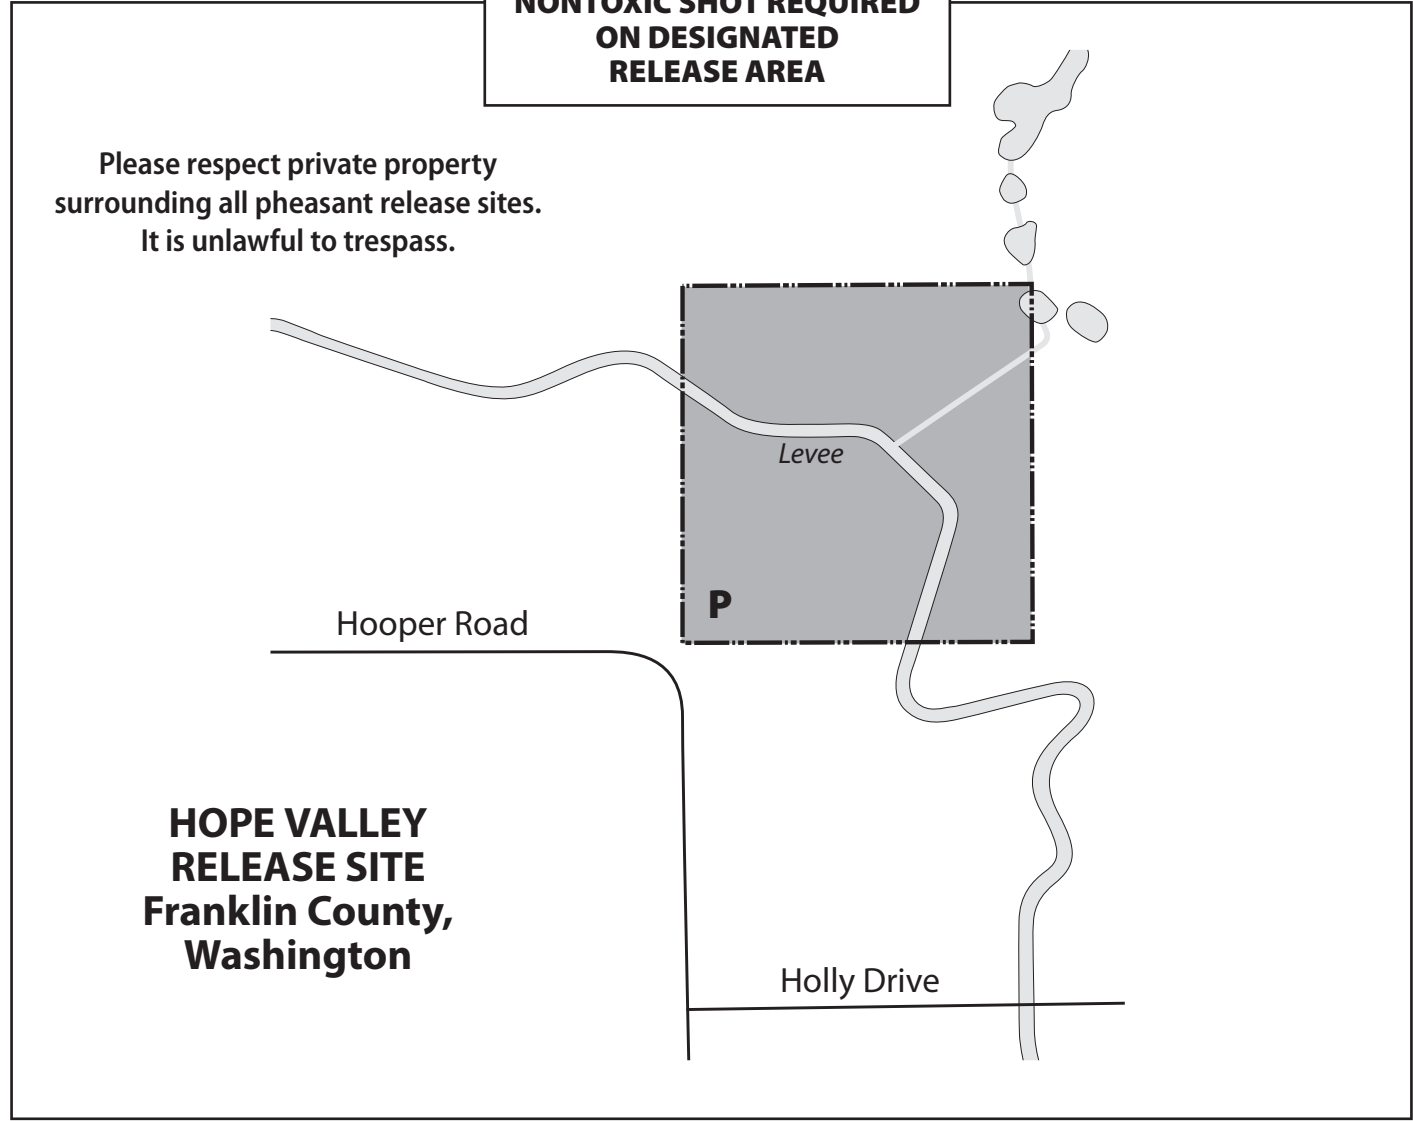 NONTOXIC SHOT REQUIRED
ON DESIGNATED
RELEASE AREA
Please respect private property
surrounding all pheasant release sites.
It is unlawful to trespass.
Levee
P
Hooper Road
HOPE VALLEY
RELEASE SITE
Franklin County,
Washington
Holly Drive